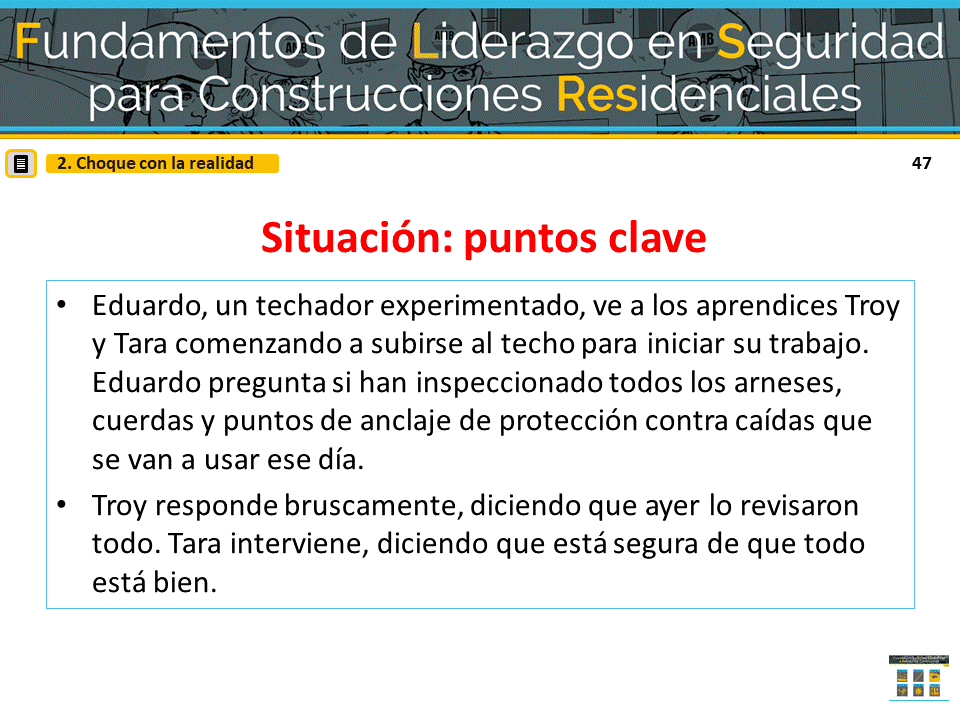 Fundamentos de Liderazgo en Seguridad
para Construcciones Residenciales
2. Choque con la realidad
47
Situación: puntos clave
• Eduardo, un techador experimentado, ve a los aprendices Troy
y Tara comenzando a subirse al techo para iniciar su trabajo.
Eduardo pregunta si han inspeccionado todos los arneses,
cuerdas y puntos de anclaje de protección contra caídas que
se van a usar ese día.
• Troy responde bruscamente, diciendo que ayer lo revisaron
todo. Tara interviene, diciendo que está segura de que todo
está bien.